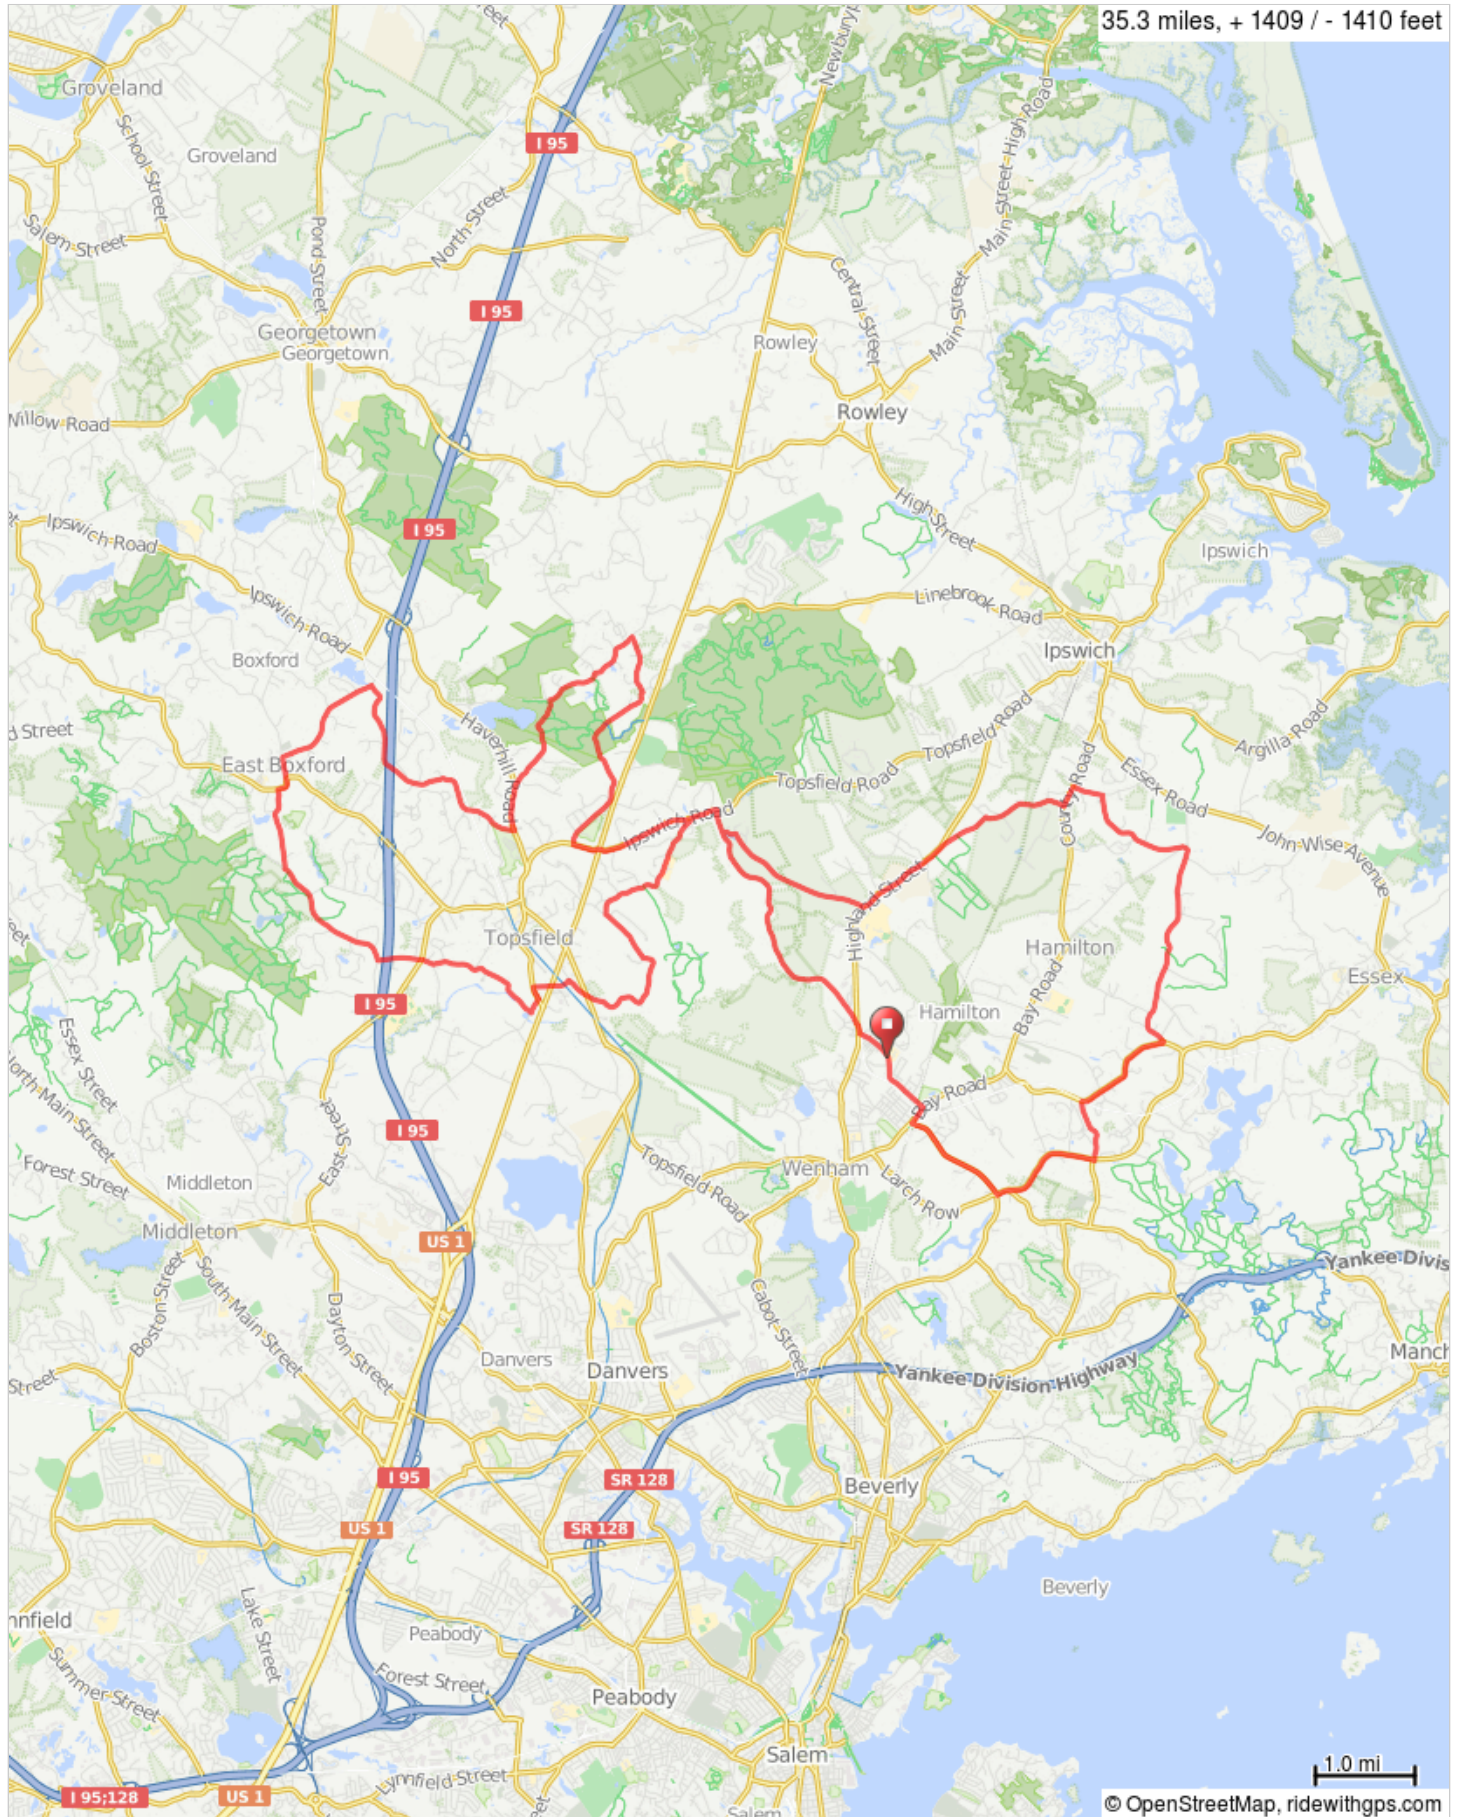 35.3 miles, + 1409 / - 1410 feet
Groveland
School Street
Groveland
I 95
Main Street-High Road
Salem Street
Pond Street
North Street
Central Street
Main Street
I 95
Georgetown
Georgetown
Rowley
Rowley
Willow Road
High Street
Ipswich Road
I 95
Ipswich
Ipswich Road
Linebrook Road
Boxford
Ipswich
Haverhill Road
Topsfield Road
Argilla Road
East Boxford
Topsfield Road
County Road
Essex Road
Ipswich Road
John Wise Avenue
Highland Street
Topsfield
Hamilton
Essex
I 95
Bay Road
Hamilton
Essex Street
North Main Street
East Street
I 95
Bay Road
Forest Street
Middleton
Topsfield Road
Wenham
Larch Row
Middleton
US 1
Boston Street
South Main Street
Dayton Street
Cabot Street
Yankee Divis
Danvers
Danvers
Yankee Division Highway
Manch
Street
I 95
SR 128
Beverly
US 1
SR 128
Beverly
nnfield
Lake Street
Peabody
Summer Street
Forest Street
Peabody
Salem
1.0 mi
Lynnfield Street
I 95;128
US 1
Salem
© OpenStreetMap, ridewithgps.com